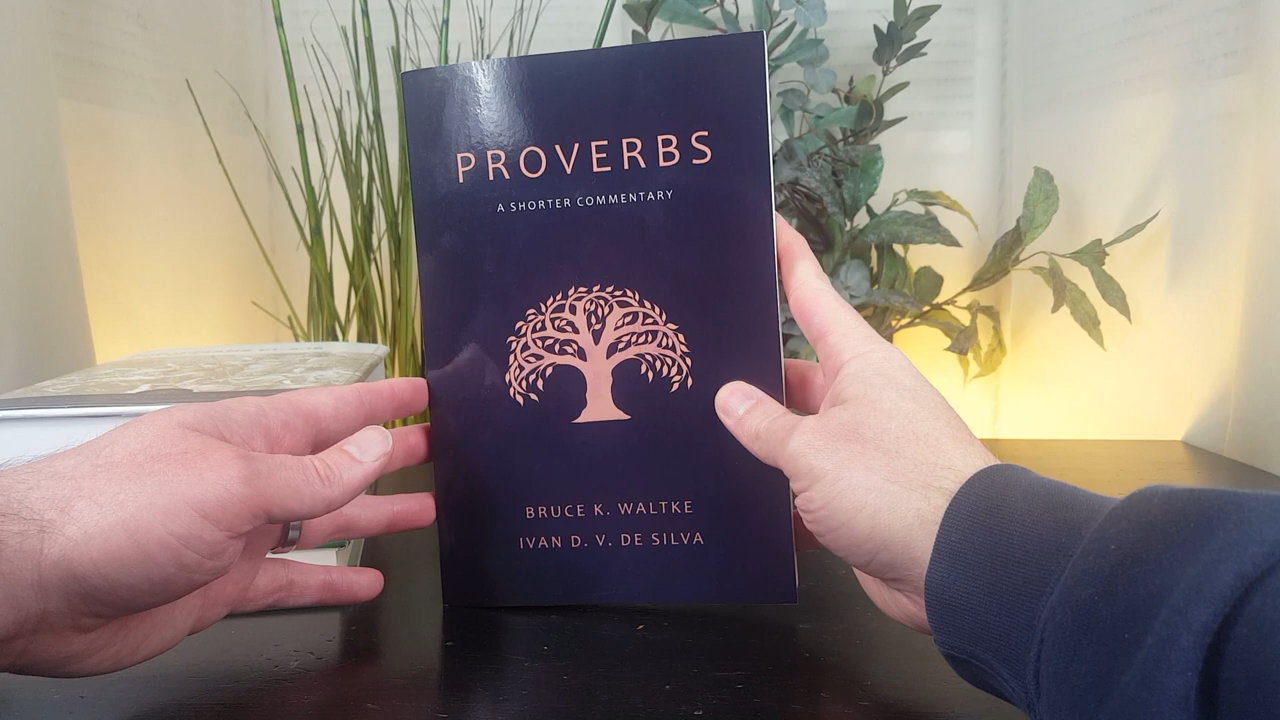 PROVERBS
A SHORTER COMMENTARY
BRUCE K. WALTKE
IVAN D. V. DE SILVA